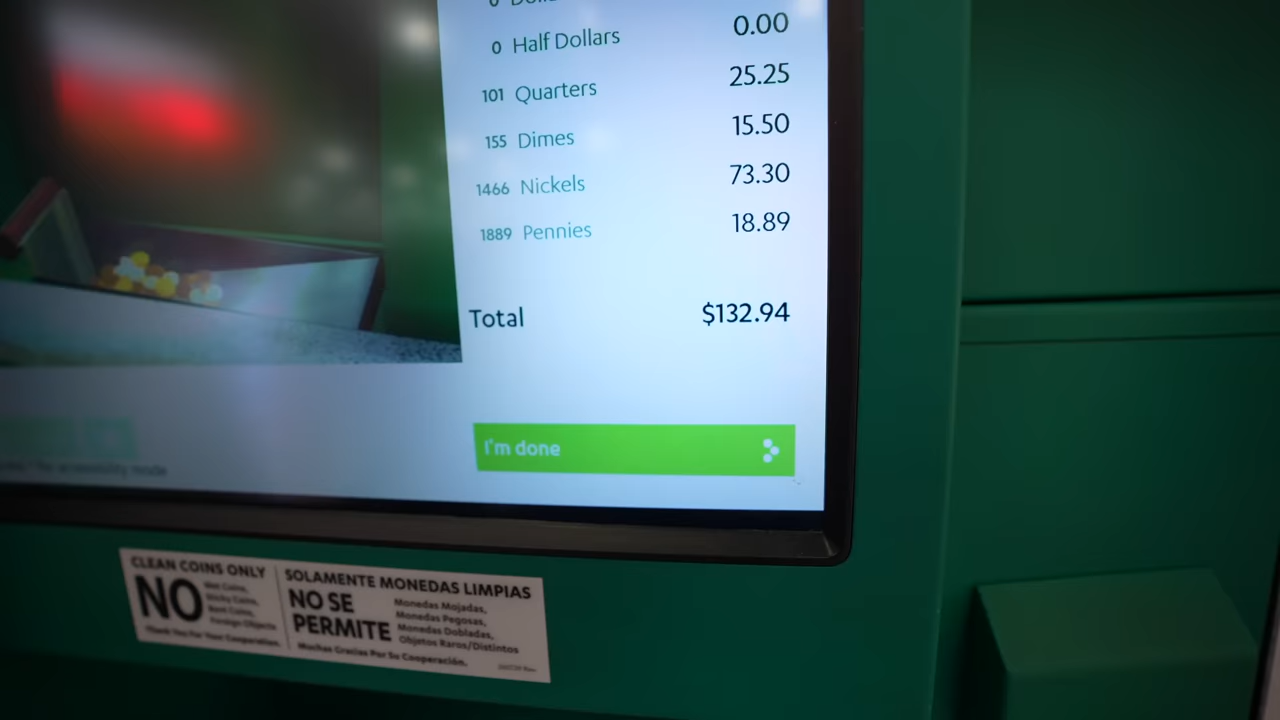 0
0 Half Dollars 0.00
101 Quarters 25.25
155 Dimes 15.50
1466 Nickels 73.30
1889 Pennies 18.89
Total $132.94
I'm done
accessibility mode
CLEAN COINS ONLY
NO
Wet Coins,
Sticky Coins,
Bent Coins,
Foreign Objects
Thank You For Your Cooperation.
SOLAMENTE MONEDAS LIMPIAS
NO SE
PERMITE
Monedas Mojadas,
Monedas Pegosas,
Monedas Dobladas,
Objetos Raros/Distintos
Muchas Gracias Por Su Cooperación.